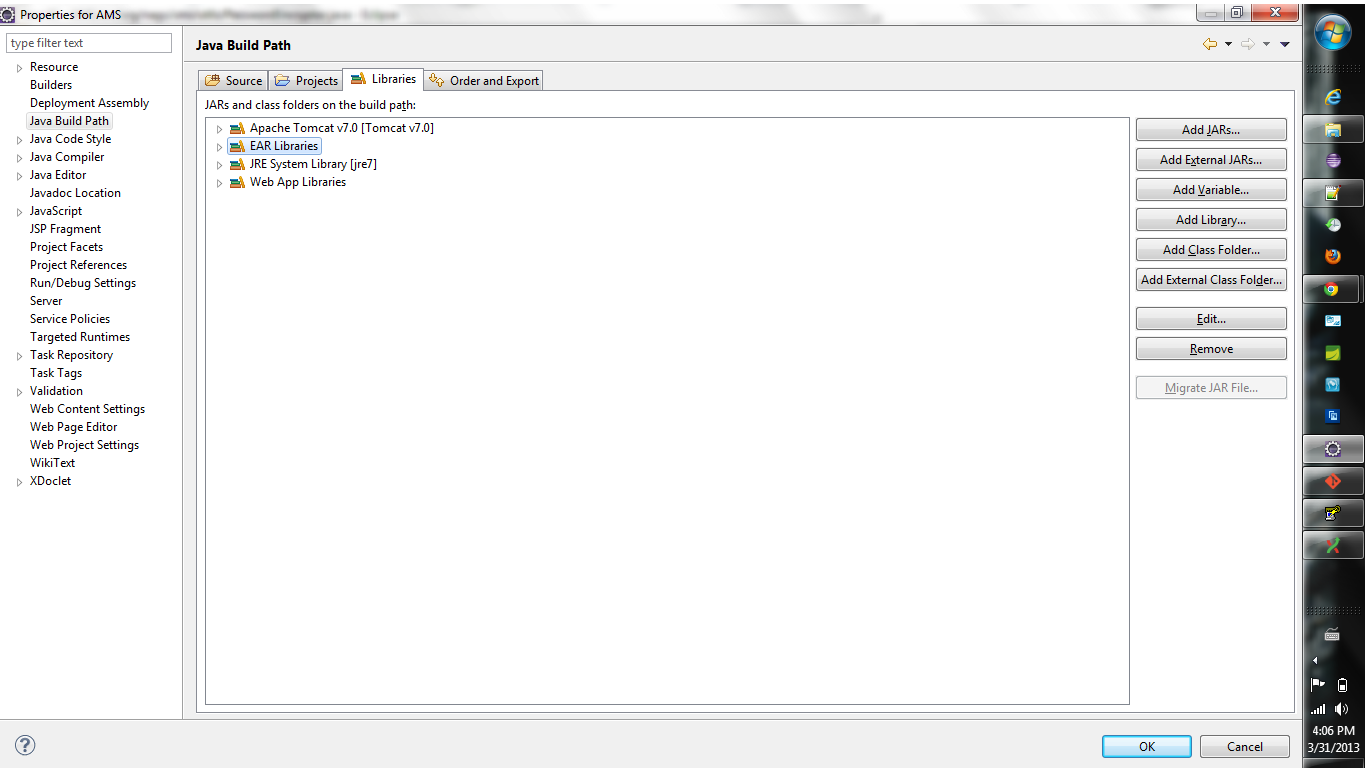 Properties for AMS
type filter text
Resource
Builders
Deployment Assembly
Java Build Path
Java Code Style
Java Compiler
Java Editor
Javadoc Location
JavaScript
JSP Fragment
Project Facets
Project References
Run/Debug Settings
Server
Service Policies
Targeted Runtimes
Task Repository
Task Tags
Validation
Web Content Settings
Web Page Editor
Web Project Settings
WikiText
XDoclet
Java Build Path
Source Projects Libraries Order and Export
JARs and class folders on the build path:
Apache Tomcat v7.0 [Tomcat v7.0]
EAR Libraries
JRE System Library [jre7]
Web App Libraries
Add JARs...
Add External JARs...
Add Variable...
Add Library...
Add Class Folder...
Add External Class Folder...
Edit...
Remove
Migrate JAR File...
OK Cancel
4:06 PM
3/31/2013